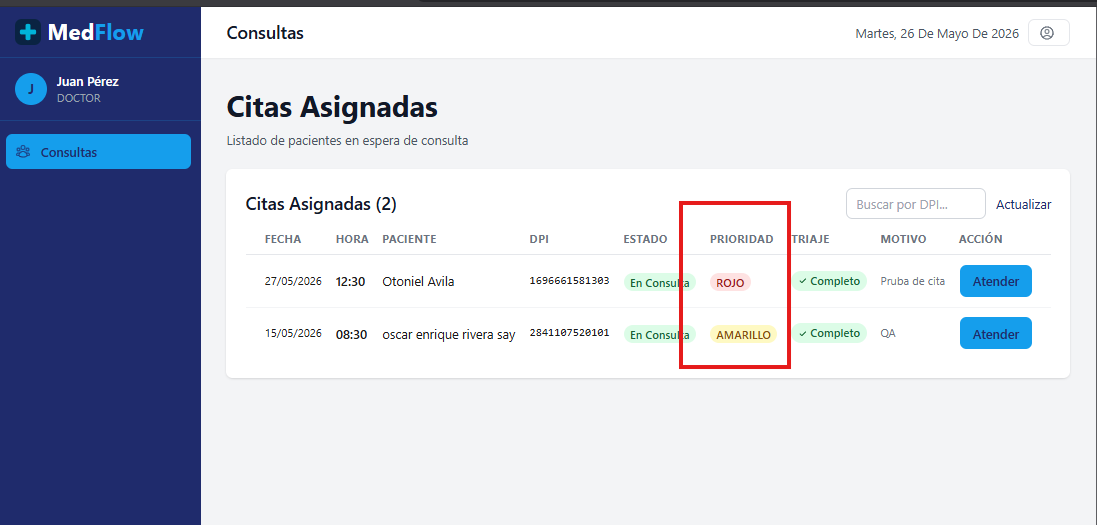 MedFlow
Consultas
Martes, 26 De Mayo De 2026
J
Juan Pérez
DOCTOR
Consultas
Citas Asignadas
Listado de pacientes en espera de consulta
Citas Asignadas (2)
Buscar por DPI...
Actualizar
FECHA HORA PACIENTE DPI ESTADO PRIORIDAD TRIAJE MOTIVO ACCIÓN
27/05/2026 12:30 Otoniel Avila 1696661581303 En Consulta ROJO ✓ Completo Pruba de cita Atender
15/05/2026 08:30 oscar enrique rivera say 2841107520101 En Consulta AMARILLO ✓ Completo QA Atender